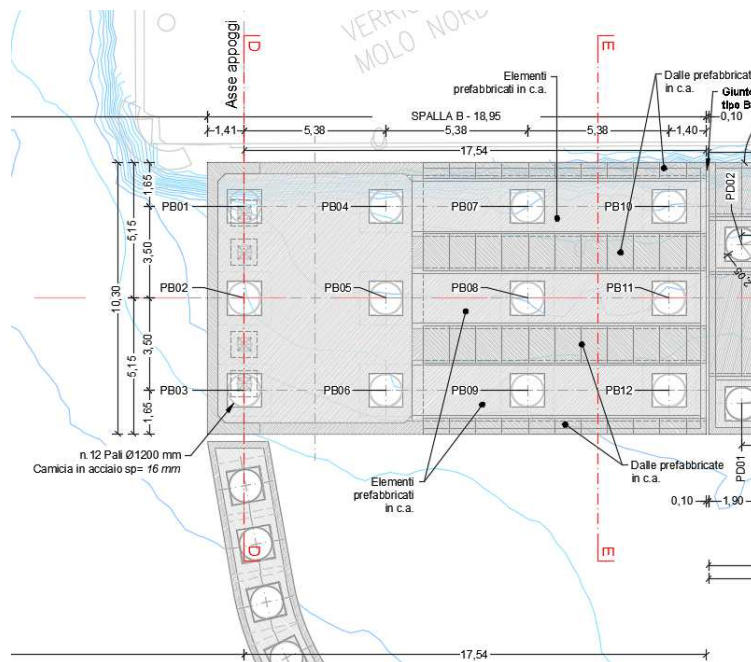 VERRIC
MOLO NORD
Asse appoggi
D
E
Elementi
prefabbricati in c.a.
Dalle prefabbricat
in c.a.
Giunto
tipo B
SPALLA B - 18,95
0,10
1,41
5,38
5,38
5,38
1,40
17,54
PB01
PB04
PB07
PB10
PD02
1,65
5,15
3,50
2,05
PB02
PB05
PB08
PB11
10,30
3,50
5,15
PB03
PB06
PB09
PB12
1,65
n.12 Pali Ø1200 mm
Camicia in acciaio sp= 16 mm
Elementi
prefabbricati
in c.a.
Dalle prefabbricate
in c.a.
PD01
0,10
1,90
D
E
17,54